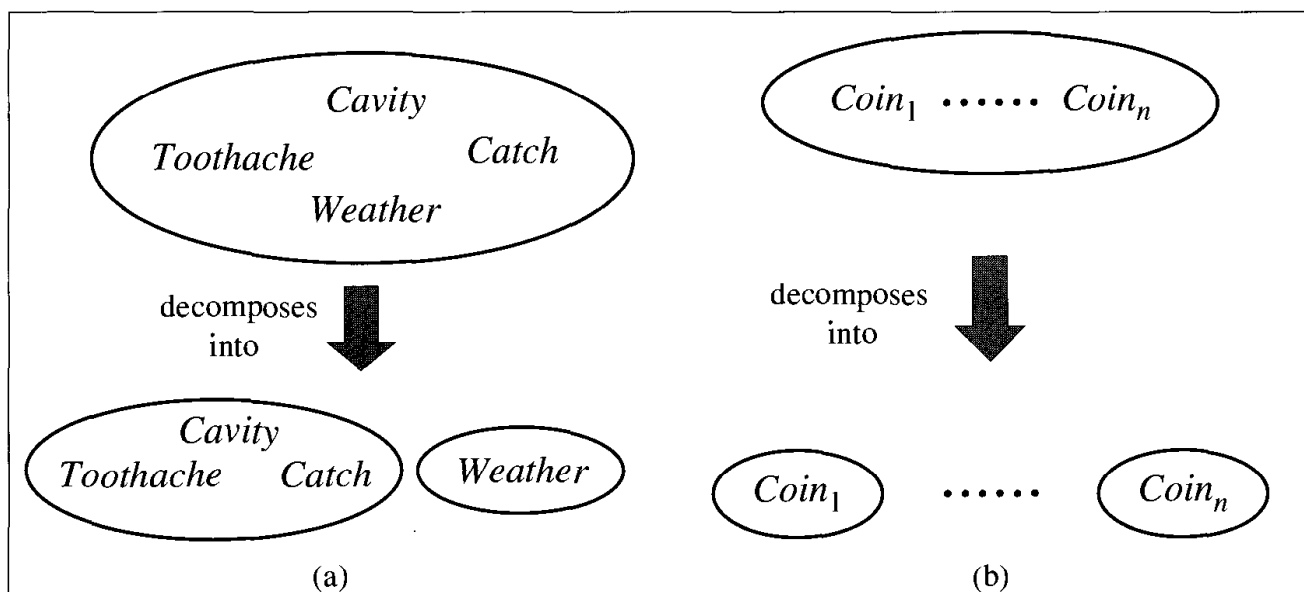 Cavity
Toothache Catch
Weather
decomposes
into
Cavity
Toothache Catch
Weather
(a)
Coin₁ ...... Coinₙ
decomposes
into
Coin₁ ...... Coinₙ
(b)